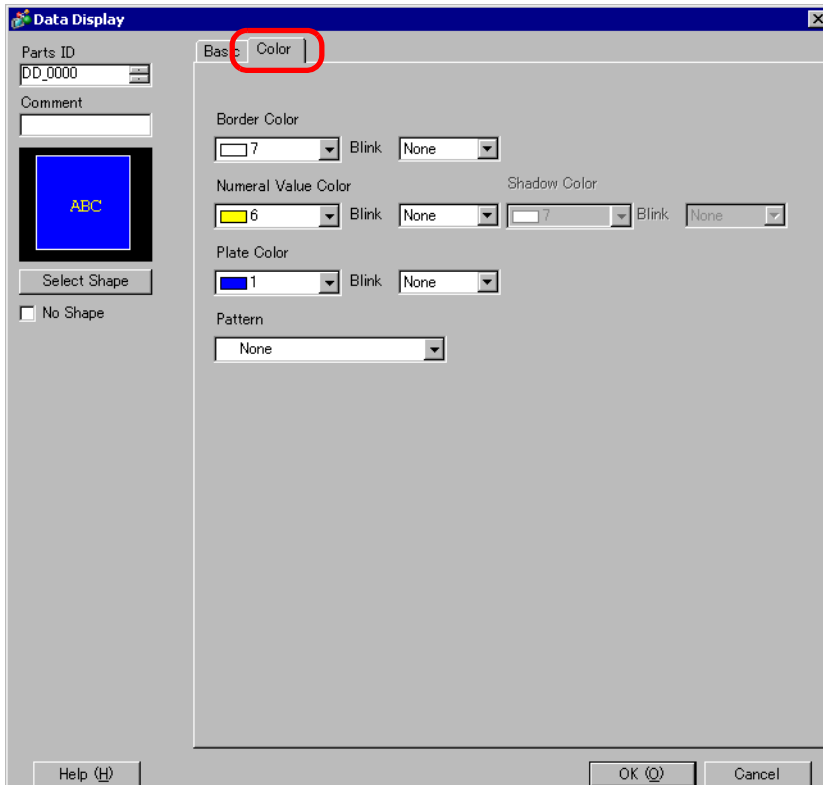 Data Display
Parts ID
DD_0000
Comment
ABC
Select Shape
No Shape
Basic Color
Border Color
7 Blink None
Numeral Value Color Shadow Color
6 Blink None 7 Blink None
Plate Color
1 Blink None
Pattern
None
Help (H) OK (O) Cancel